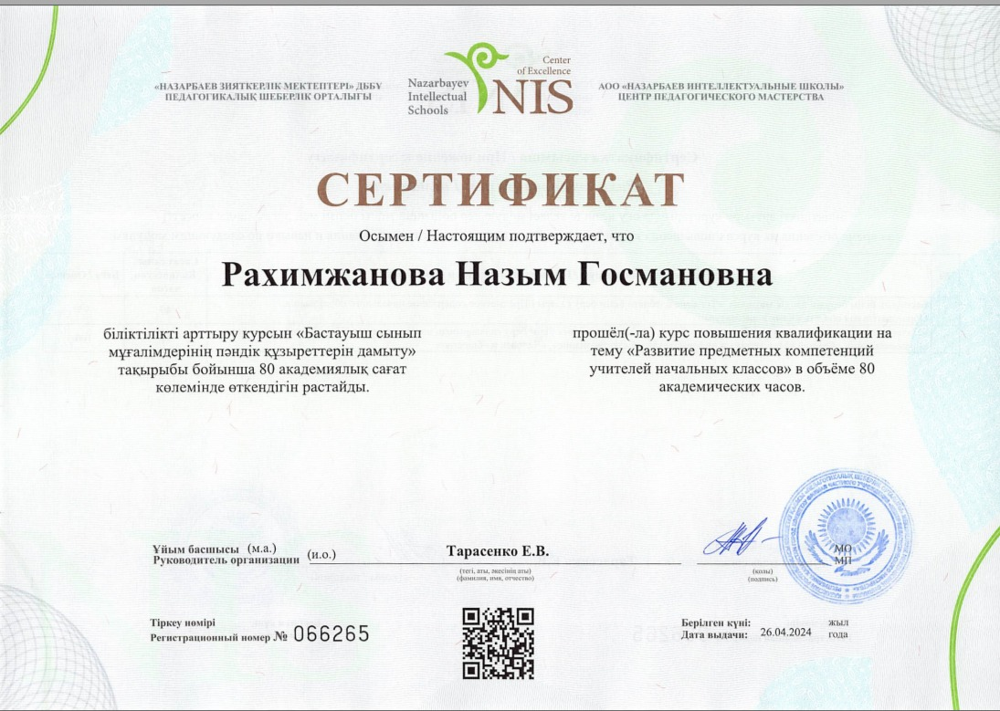 «НАЗАРБАЕВ ЗИЯТКЕРЛІК МЕКТЕПТЕРІ» ДББҰ
ПЕДАГОГИКАЛЫҚ ШЕБЕРЛІК ОРТАЛЫҒЫ
Nazarbayev
Intellectual
Schools
Center
of Excellence
NIS
АОО «НАЗАРБАЕВ ИНТЕЛЛЕКТУАЛЬНЫЕ ШКОЛЫ»
ЦЕНТР ПЕДАГОГИЧЕСКОГО МАСТЕРСТВА
СЕРТИФИКАТ
Осымен / Настоящим подтверждает, что
Рахимжанова Назым Госмановна
біліктілікті арттыру курсын «Бастауыш сынып
мұғалімдерінің пәндік құзыреттерін дамыту»
тақырыбы бойынша 80 академиялық сағат
көлемінде өткендігін растайды.
прошёл(-ла) курс повышения квалификации на
тему «Развитие предметных компетенций
учителей начальных классов» в объёме 80
академических часов.
Ұйым басшысы (м.а.)
Руководитель организации (и.о.)
Тарасенко Е.В.
(тегі, аты, әкесінің аты)
(фамилия, имя, отчество)
(қолы)
(подпись)
МО
МП
Тіркеу нөмірі
Регистрационный номер № 066265
Берілген күні: жыл
Дата выдачи: 26.04.2024 года